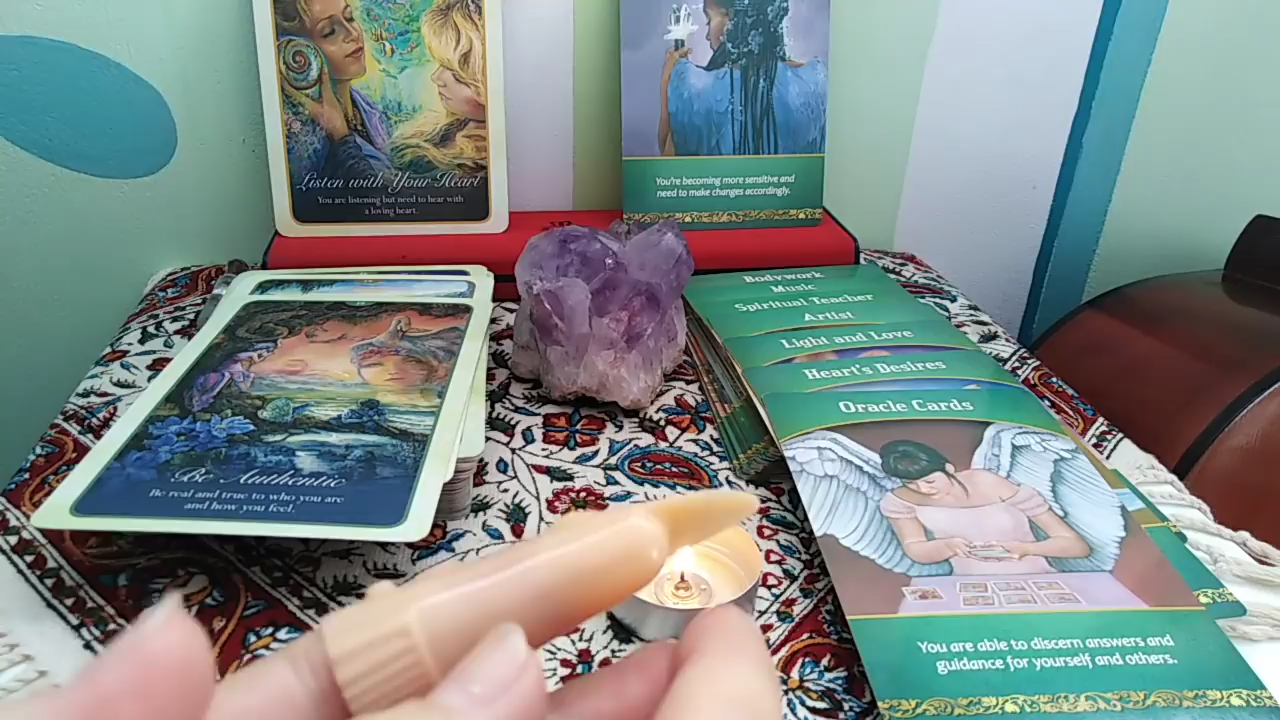 Listen with Your Heart
You are listening but need to hear with
a loving heart.
You're becoming more sensitive and
need to make changes accordingly.
Be Authentic
Be real and true to who you are
and how you feel.
Bodywork
Music
Spiritual Teacher
Artist
Light and Love
Heart's Desires
Oracle Cards
You are able to discern answers and
guidance for yourself and others.